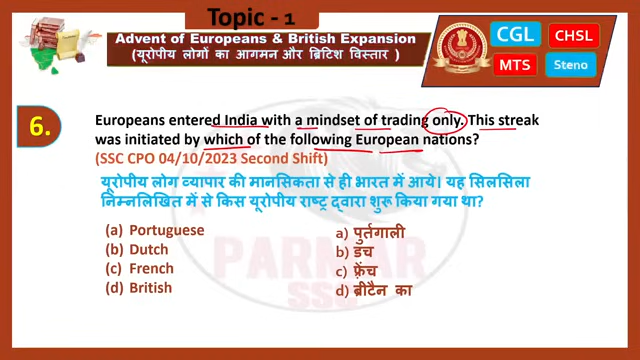 Topic - 1
Advent of Europeans & British Expansion
(यूरोपीय लोगों का आगमन और ब्रिटिश विस्तार )
CGL
CHSL
MTS
Steno
6.
Europeans entered India with a mindset of trading only. This streak
was initiated by which of the following European nations?
(SSC CPO 04/10/2023 Second Shift)
यूरोपीय लोग व्यापार की मानसिकता से ही भारत में आये। यह सिलसिला
निम्नलिखित में से किस यूरोपीय राष्ट्र द्वारा शुरू किया गया था?
(a) Portuguese
(b) Dutch
(c) French
(d) British
a) पुर्तगाली
b) डच
c) फ्रेंच
d) ब्रीटैन का
PARMAR
SSC